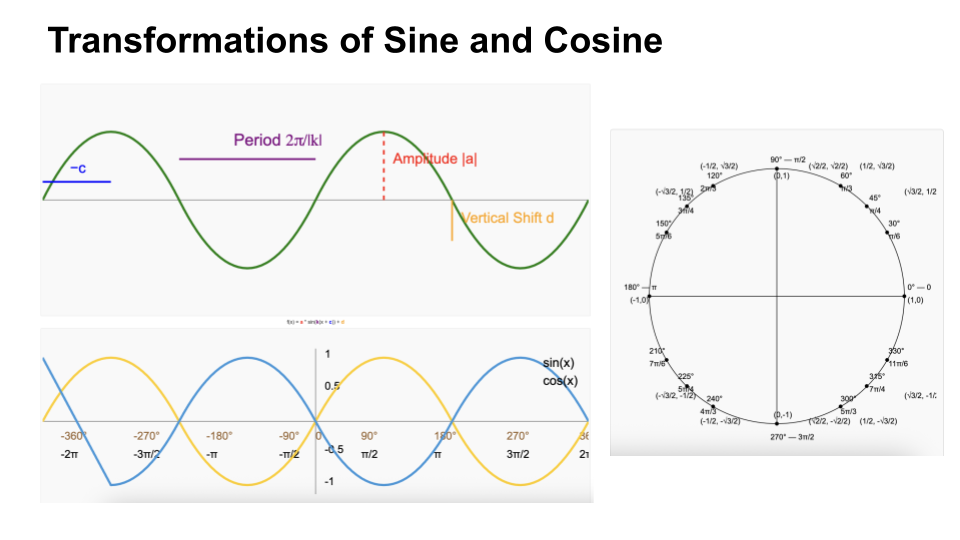 Transformations of Sine and Cosine
Period 2π/|k|
Amplitude |a|
−c
Vertical Shift d
f(x) = a * sin(k(x + c)) + d
1
sin(x)
cos(x)
0.5
-360° -270° -180° -90° 0 90° 180° 270° 36
-0.5
-2π -3π/2 -π -π/2 π/2 π 3π/2 2π
-1
90° — π/2
(-1/2, √3/2) (√2/2, √2/2) (1/2, √3/2)
120° (0,1) 60°
2π/3 π/3
(-√3/2, 1/2) (√3/2, 1/2
135° 45°
3π/4 π/4
150° 30°
5π/6 π/6
180° — π 0° — 0
(-1,0) (1,0)
210° 330°
7π/6 11π/6
225° 315°
5π/4 7π/4
(-√3/2, -1/2) (√3/2, -1/2
240° 300°
4π/3 (0,-1) 5π/3
(-1/2, -√3/2) (√2/2, -√2/2) (1/2, -√3/2)
270° — 3π/2